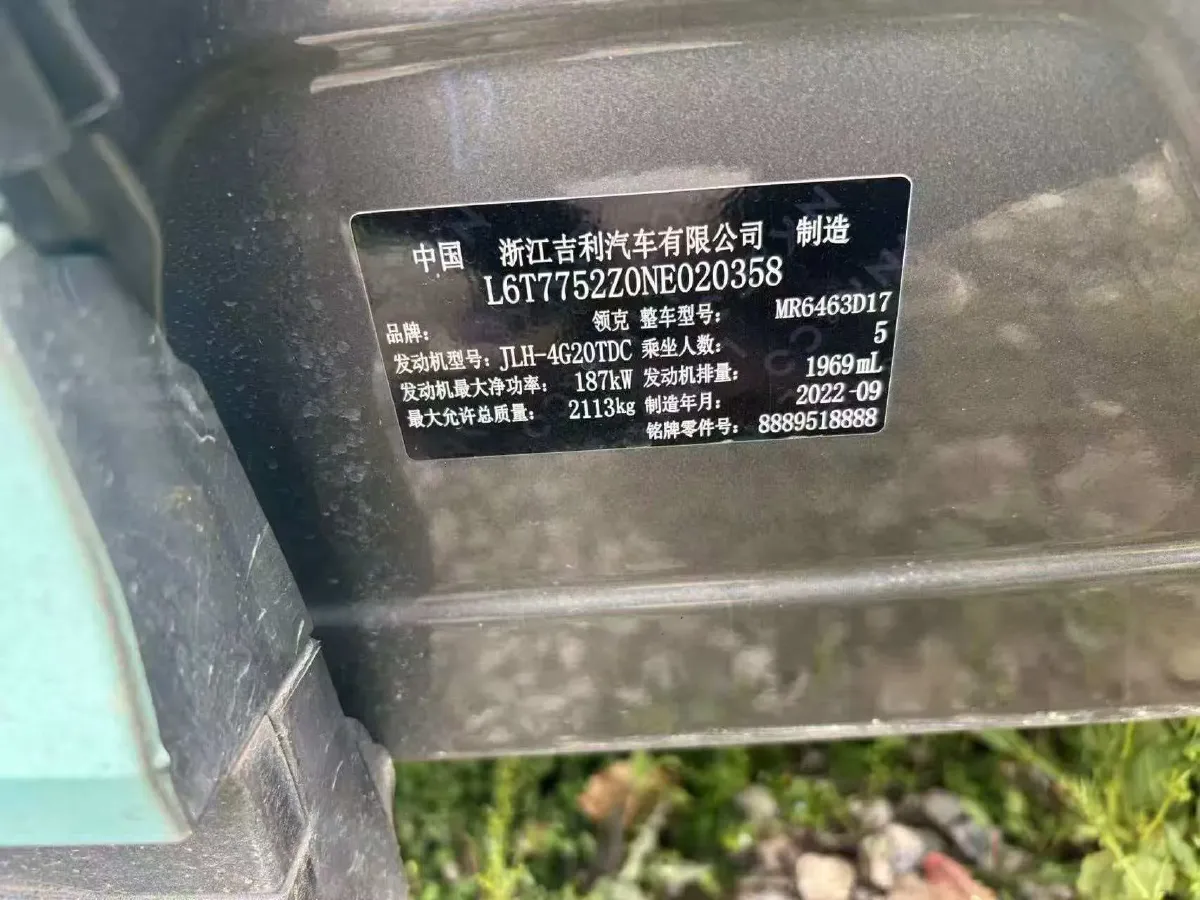 中国 浙江吉利汽车有限公司 制造
L6T7752Z0NE020358
品牌: 领克 整车型号: MR6463D17
发动机型号: JLH-4G20TDC 乘坐人数: 5
发动机最大净功率: 187kW 发动机排量: 1969mL
最大允许总质量: 2113kg 制造年月: 2022-09
铭牌零件号: 8889518888